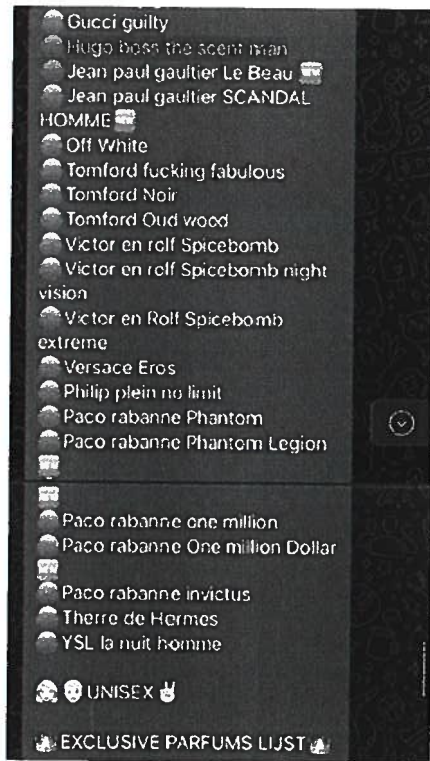 Gucci guilty
Hugo boss the scent man
Jean paul gaultier Le Beau
Jean paul gaultier SCANDAL
HOMME
Off White
Tomford fucking fabulous
Tomford Noir
Tomford Oud wood
Victor en rolf Spicebomb
Victor en rolf Spicebomb night
vision
Victor en Rolf Spicebomb
extreme
Versace Eros
Philip plein no limit
Paco rabanne Phantom
Paco rabanne Phantom Legion
Paco rabanne one million
Paco rabanne One million Dollar
Paco rabanne invictus
Therre de Hermes
YSL la nuit homme
UNISEX
EXCLUSIVE PARFUMS LIJST